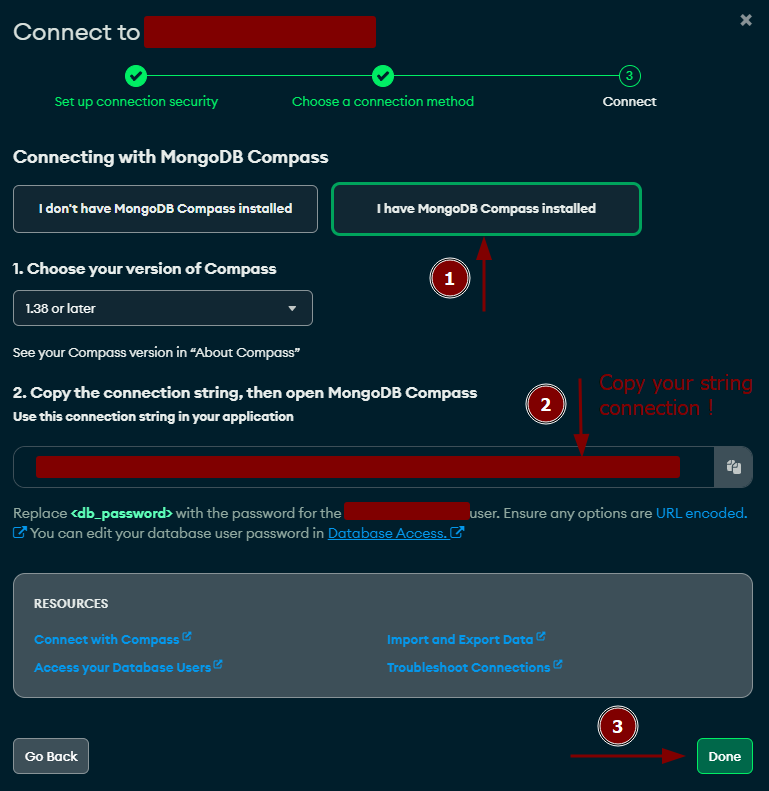 Connect to
3
Set up connection security
Choose a connection method
Connect
Connecting with MongoDB Compass
I don't have MongoDB Compass installed
I have MongoDB Compass installed
1
1. Choose your version of Compass
1.38 or later
See your Compass version in “About Compass”
2. Copy the connection string, then open MongoDB Compass
Use this connection string in your application
2
Copy your string
connection !
Replace <db_password> with the password for the user. Ensure any options are URL encoded.
You can edit your database user password in Database Access.
RESOURCES
Connect with Compass
Import and Export Data
Access your Database Users
Troubleshoot Connections
3
Go Back
Done